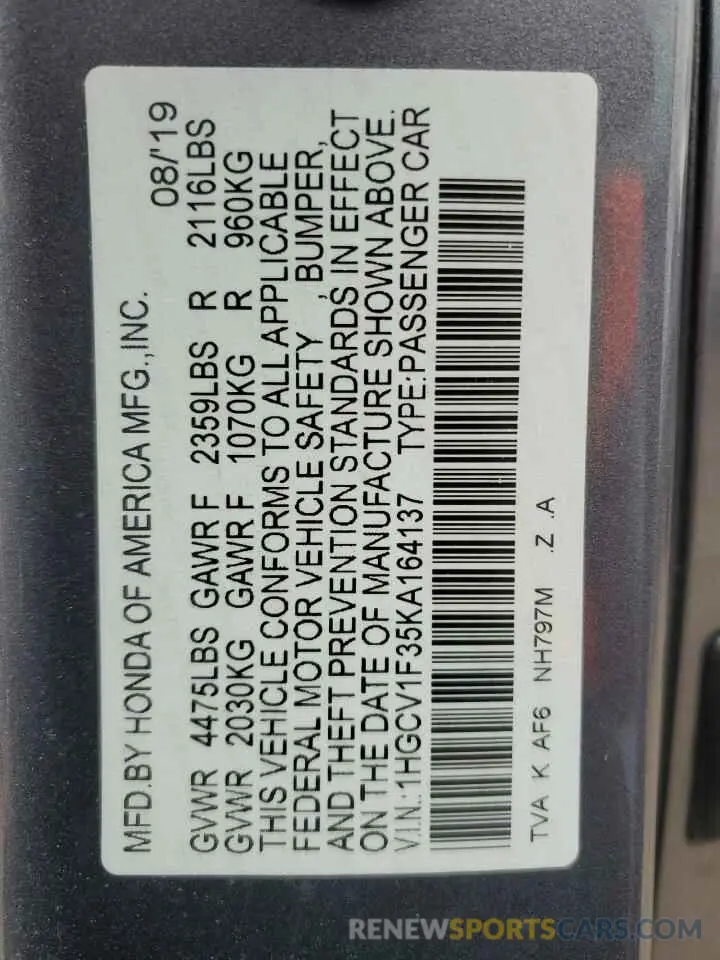 MFD.BY HONDA OF AMERICA MFG.,INC. 08/'19
GVWR 4475LBS GAWR F 2359LBS R 2116LBS
GVWR 2030KG GAWR F 1070KG R 960KG
THIS VEHICLE CONFORMS TO ALL APPLICABLE
FEDERAL MOTOR VEHICLE SAFETY , BUMPER,
AND THEFT PREVENTION STANDARDS IN EFFECT
ON THE DATE OF MANUFACTURE SHOWN ABOVE.
V.I.N.:1HGCV1F35KA164137 TYPE:PASSENGER CAR
TVA K AF6 NH797M .Z .A
RENEWSPORTSCARS.COM